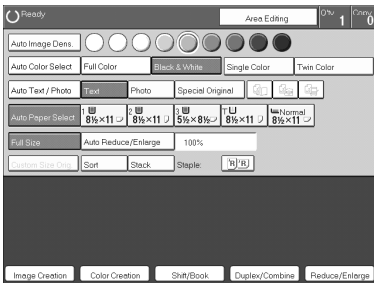 Ready Area Editing Q'ty 1 Copy 0
Auto Image Dens.
Auto Color Select Full Color Black & White Single Color Twin Color
Auto Text / Photo Text Photo Special Original
Auto Paper Select 1 8½×11 2 8½×11 3 5½×8½ T 8½×11 Normal 8½×11
Full Size Auto Reduce/Enlarge 100%
Custom Size Orig. Sort Stack Staple: R R
Image Creation Color Creation Shift/Book Duplex/Combine Reduce/Enlarge